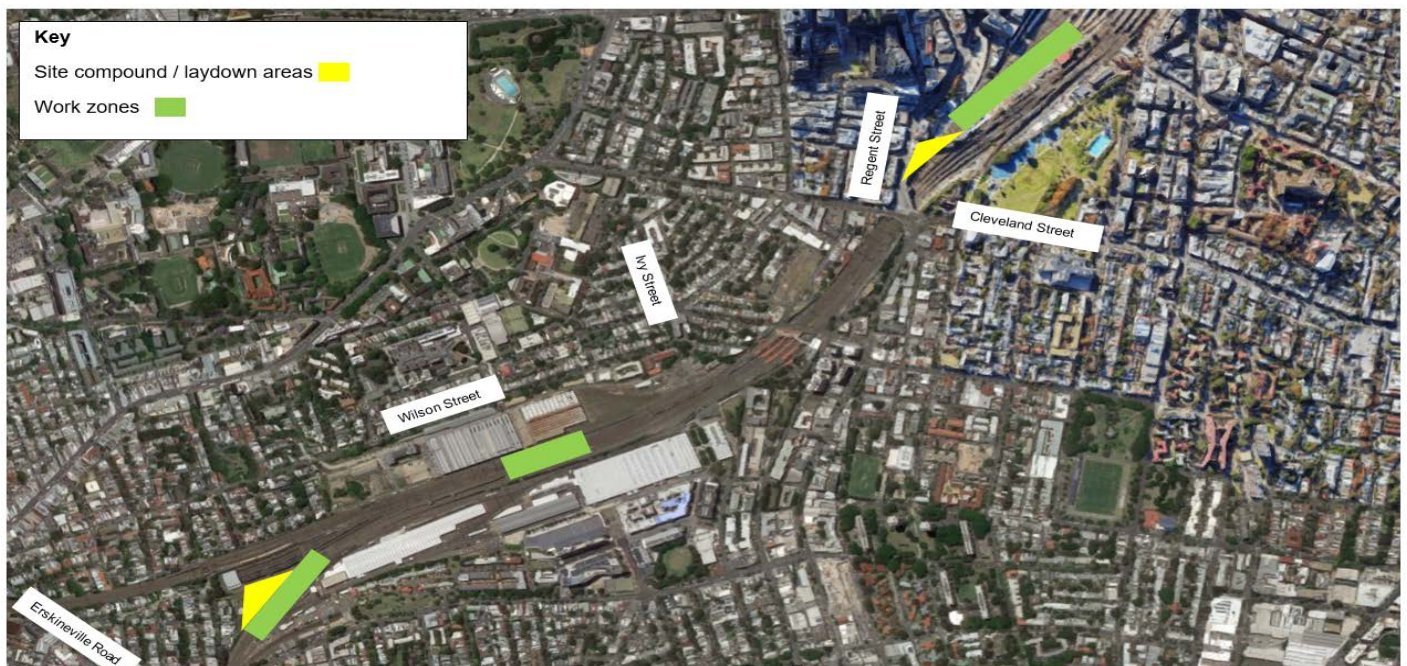 Key
Site compound / laydown areas
Work zones
Regent Street
Cleveland Street
Ivy Street
Wilson Street
Erskineville Road